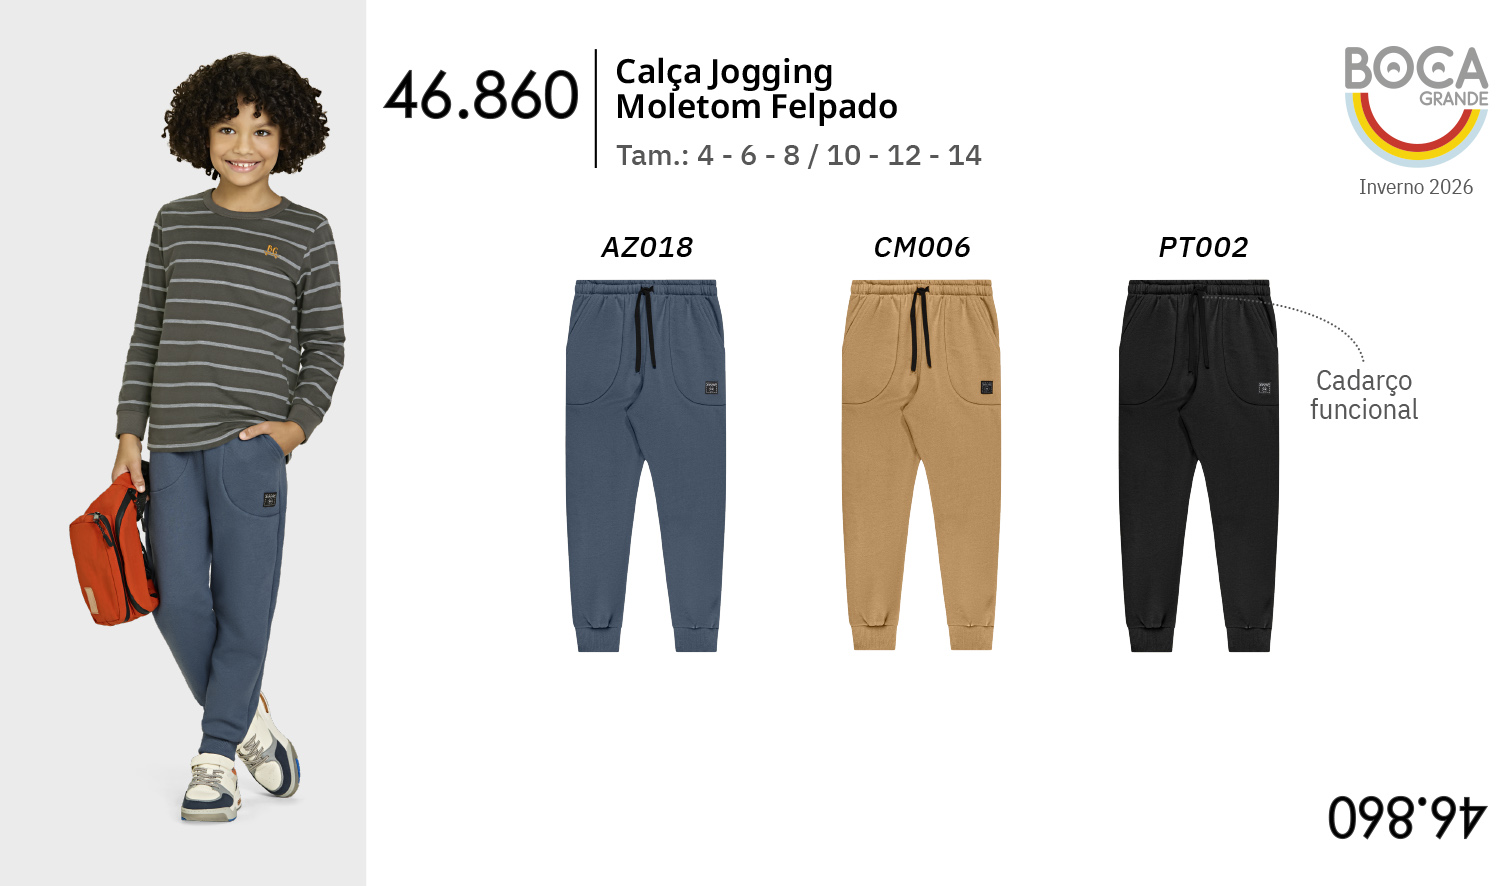 46.860
Calça Jogging
Moletom Felpado
Tam.: 4 - 6 - 8 / 10 - 12 - 14
BOCA
GRANDE
Inverno 2026
AZ018
CM006
PT002
Cadarço
funcional
46.860